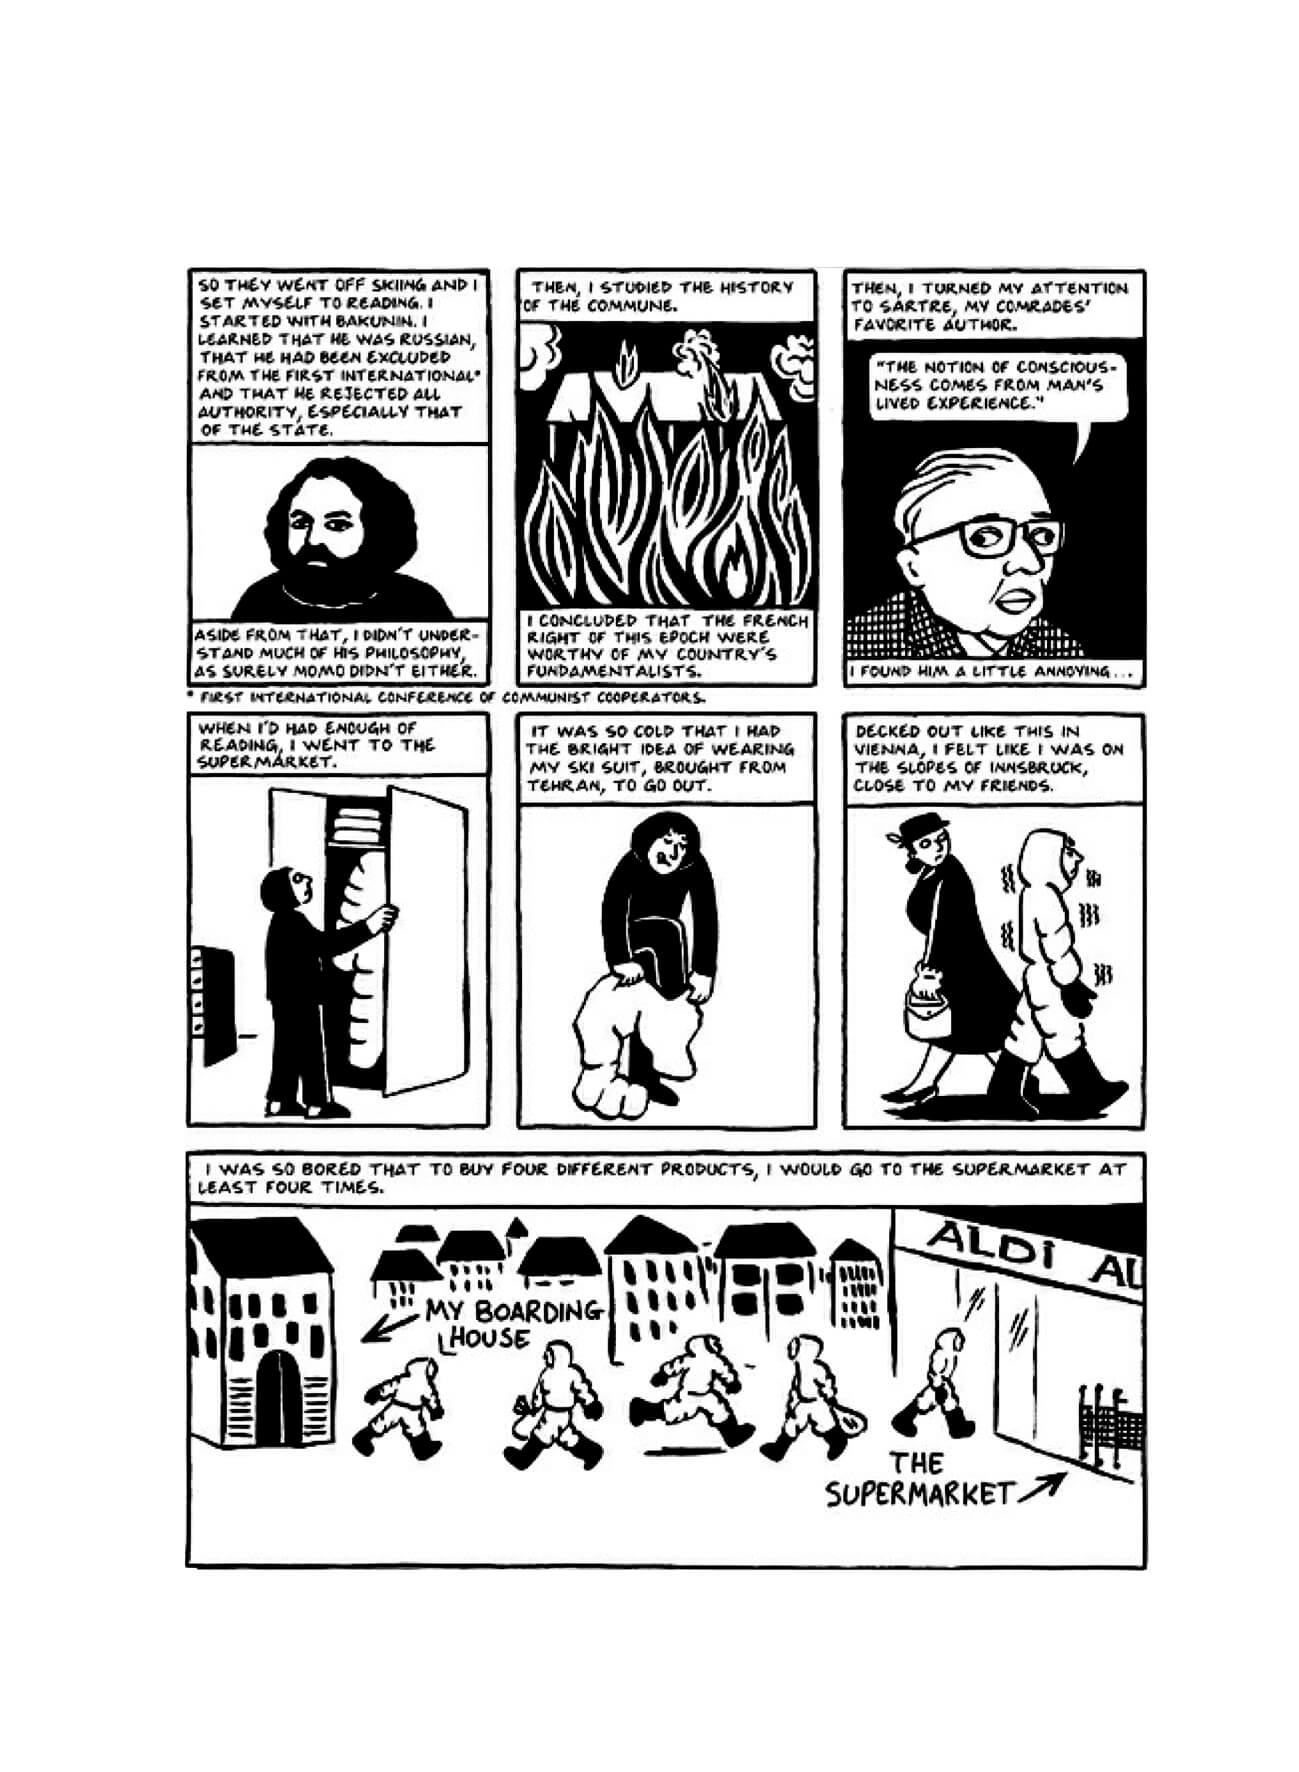 SO THEY WENT OFF SKIING AND I
SET MYSELF TO READING. I
STARTED WITH BAKUNIN. I
LEARNED THAT HE WAS RUSSIAN,
THAT HE HAD BEEN EXCLUDED
FROM THE FIRST INTERNATIONAL*
AND THAT HE REJECTED ALL
AUTHORITY, ESPECIALLY THAT
OF THE STATE.
ASIDE FROM THAT, I DIDN'T UNDER-
STAND MUCH OF HIS PHILOSOPHY,
AS SURELY MOMO DIDN'T EITHER.
THEN, I STUDIED THE HISTORY
OF THE COMMUNE.
I CONCLUDED THAT THE FRENCH
RIGHT OF THIS EPOCH WERE
WORTHY OF MY COUNTRY'S
FUNDAMENTALISTS.
THEN, I TURNED MY ATTENTION
TO SARTRE, MY COMRADES'
FAVORITE AUTHOR.
"THE NOTION OF CONSCIOUS-
NESS COMES FROM MAN'S
LIVED EXPERIENCE."
I FOUND HIM A LITTLE ANNOYING...
* FIRST INTERNATIONAL CONFERENCE OF COMMUNIST COOPERATORS.
WHEN I'D HAD ENOUGH OF
READING, I WENT TO THE
SUPERMARKET.
IT WAS SO COLD THAT I HAD
THE BRIGHT IDEA OF WEARING
MY SKI SUIT, BROUGHT FROM
TEHRAN, TO GO OUT.
DECKED OUT LIKE THIS IN
VIENNA, I FELT LIKE I WAS ON
THE SLOPES OF INNSBRUCK,
CLOSE TO MY FRIENDS.
I WAS SO BORED THAT TO BUY FOUR DIFFERENT PRODUCTS, I WOULD GO TO THE SUPERMARKET AT
LEAST FOUR TIMES.
ALDI AL
MY BOARDING
HOUSE
THE
SUPERMARKET